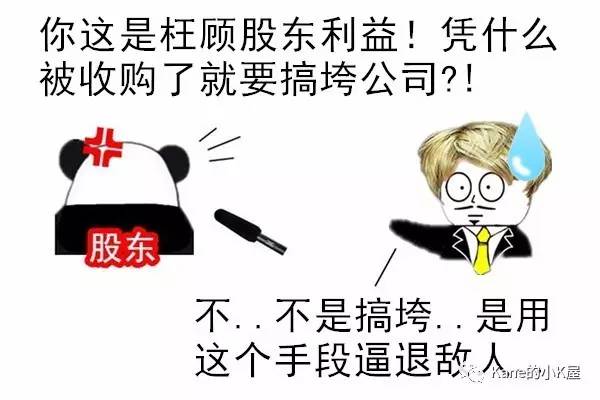 你这是枉顾股东利益！凭什么
被收购了就要搞垮公司?!
股东
不..不是搞垮..是用
这个手段逼退敌人
Kane的小K屋